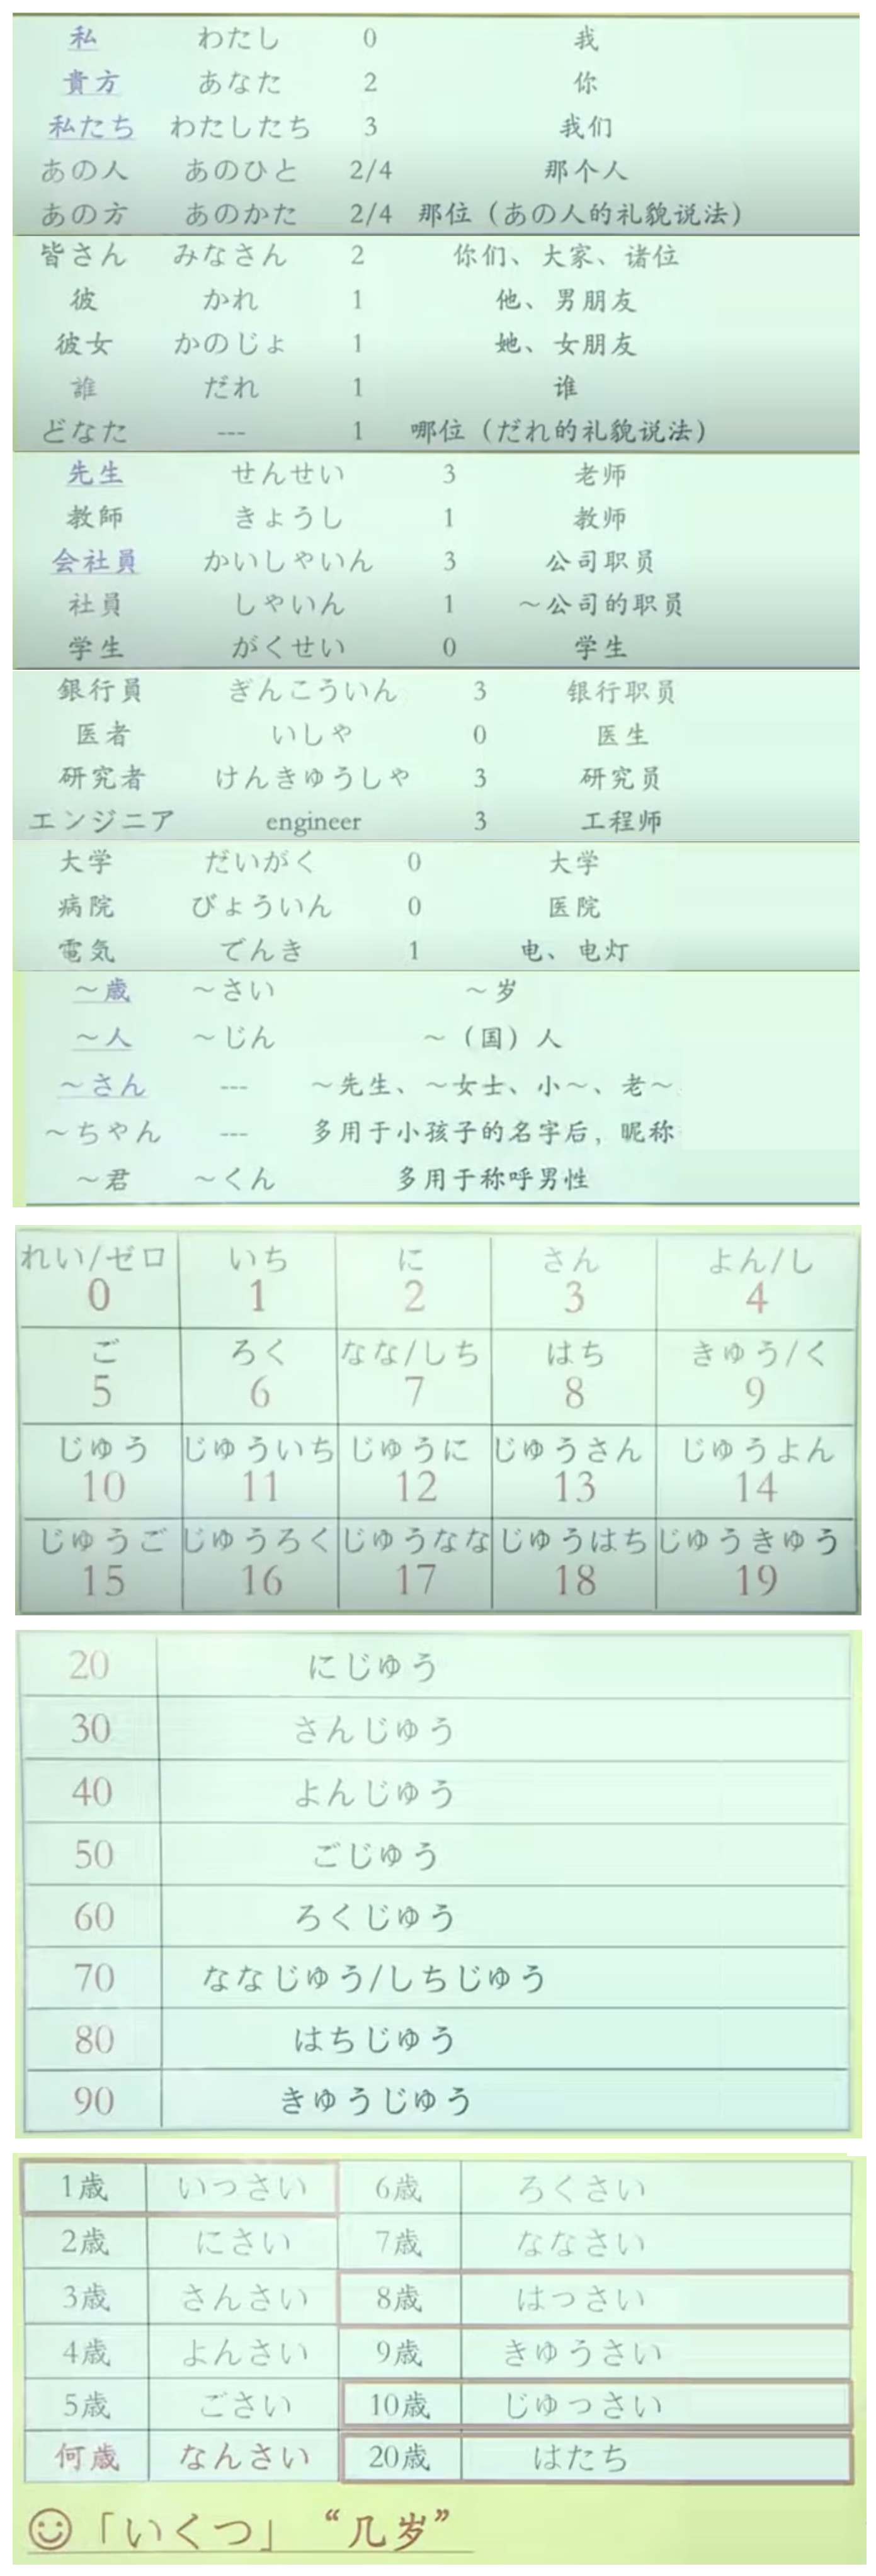 私 わたし 0 我
貴方 あなた 2 你
私たち わたしたち 3 我们
あの人 あのひと 2/4 那个人
あの方 あのかた 2/4 那位（あの人的礼貌说法）
皆さん みなさん 2 你们、大家、诸位
彼 かれ 1 他、男朋友
彼女 かのじょ 1 她、女朋友
誰 だれ 1 谁
どなた --- 1 哪位（だれ的礼貌说法）
先生 せんせい 3 老师
教師 きょうし 1 教师
会社員 かいしゃいん 3 公司职员
社員 しゃいん 1 ～公司的职员
学生 がくせい 0 学生
銀行員 ぎんこういん 3 银行职员
医者 いしゃ 0 医生
研究者 けんきゅうしゃ 3 研究员
エンジニア engineer 3 工程师
大学 だいがく 0 大学
病院 びょういん 0 医院
電気 でんき 1 电、电灯
～歳 ～さい ～岁
～人 ～じん ～（国）人
～さん --- ～先生、～女士、小～、老～
～ちゃん --- 多用于小孩子的名字后，昵称
～君 ～くん 多用于称呼男性
れい/ゼロ いち に さん よん/し
0 1 2 3 4
ご ろく なな/しち はち きゅう/く
5 6 7 8 9
じゅう じゅういち じゅうに じゅうさん じゅうよん
10 11 12 13 14
じゅうご じゅうろく じゅうなな じゅうはち じゅうきゅう
15 16 17 18 19
20 にじゅう
30 さんじゅう
40 よんじゅう
50 ごじゅう
60 ろくじゅう
70 ななじゅう/しちじゅう
80 はちじゅう
90 きゅうじゅう
1歳 いっさい 6歳 ろくさい
2歳 にさい 7歳 ななさい
3歳 さんさい 8歳 はっさい
4歳 よんさい 9歳 きゅうさい
5歳 ごさい 10歳 じゅっさい
何歳 なんさい 20歳 はたち
「いくつ」 “几岁”